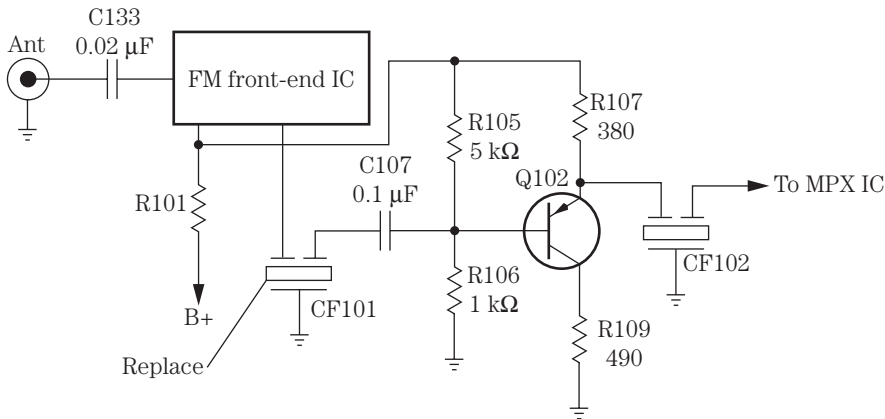 C133
0.02 µF
Ant
FM front-end IC
R107
380
R105
5 kΩ
C107
0.1 µF
Q102
To MPX IC
R101
CF102
R106
1 kΩ
CF101
B+
R109
490
Replace